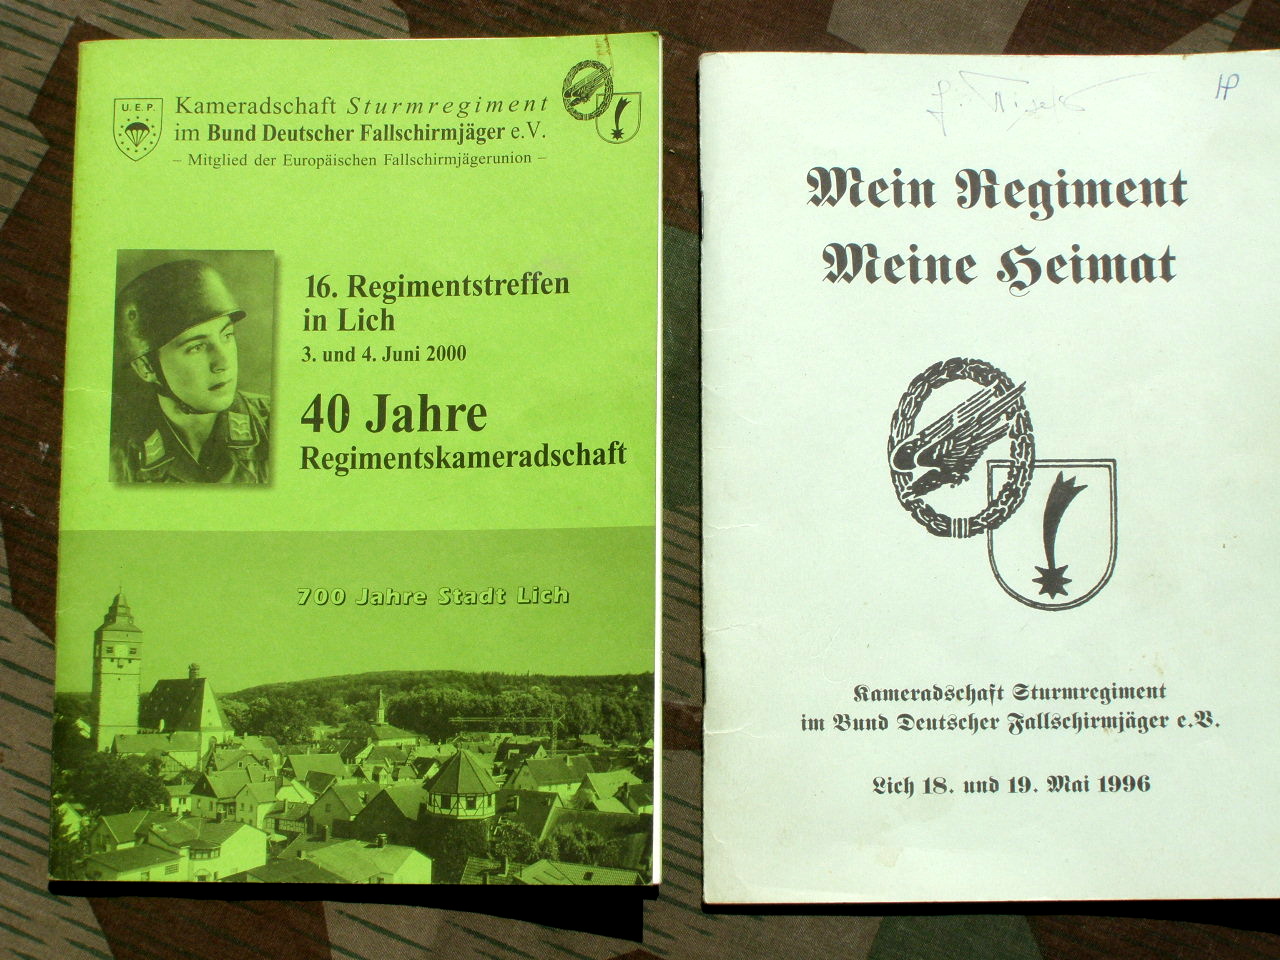 U.E.P.
Kameradschaft Sturmregiment
im Bund Deutscher Fallschirmjäger e.V.
– Mitglied der Europäischen Fallschirmjägerunion –
16. Regimentstreffen
in Lich
3. und 4. Juni 2000
40 Jahre
Regimentskameradschaft
700 Jahre Stadt Lich
HP
Mein Regiment
Meine Heimat
Kameradschaft Sturmregiment
im Bund Deutscher Fallschirmjäger e.V.
Lich 18. und 19. Mai 1996